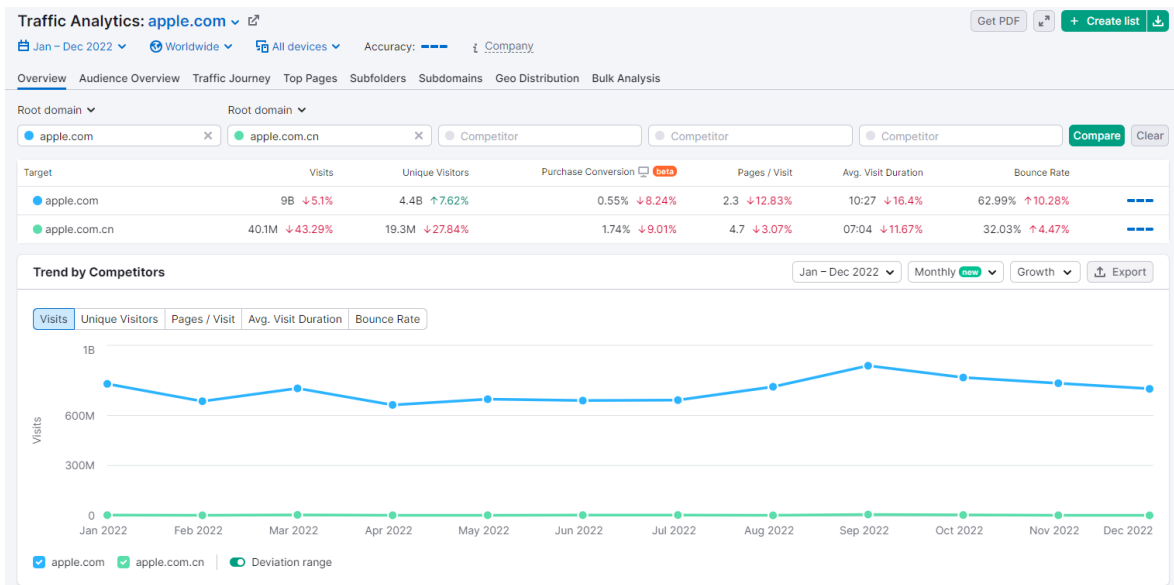 Traffic Analytics: apple.com
Get PDF
+ Create list
Jan – Dec 2022 Worldwide All devices Accuracy: i Company
Overview Audience Overview Traffic Journey Top Pages Subfolders Subdomains Geo Distribution Bulk Analysis
Root domain Root domain
apple.com × apple.com.cn × Competitor Competitor Competitor Compare Clear
Target Visits Unique Visitors Purchase Conversion beta Pages / Visit Avg. Visit Duration Bounce Rate
apple.com 9B ↓5.1% 4.4B ↑7.62% 0.55% ↓8.24% 2.3 ↓12.83% 10:27 ↓16.4% 62.99% ↑10.28%
apple.com.cn 40.1M ↓43.29% 19.3M ↓27.84% 1.74% ↓9.01% 4.7 ↓3.07% 07:04 ↓11.67% 32.03% ↑4.47%
Trend by Competitors
Jan – Dec 2022 Monthly new Growth Export
Visits Unique Visitors Pages / Visit Avg. Visit Duration Bounce Rate
1B
600M
Visits
300M
0
Jan 2022 Feb 2022 Mar 2022 Apr 2022 May 2022 Jun 2022 Jul 2022 Aug 2022 Sep 2022 Oct 2022 Nov 2022 Dec 2022
apple.com apple.com.cn Deviation range